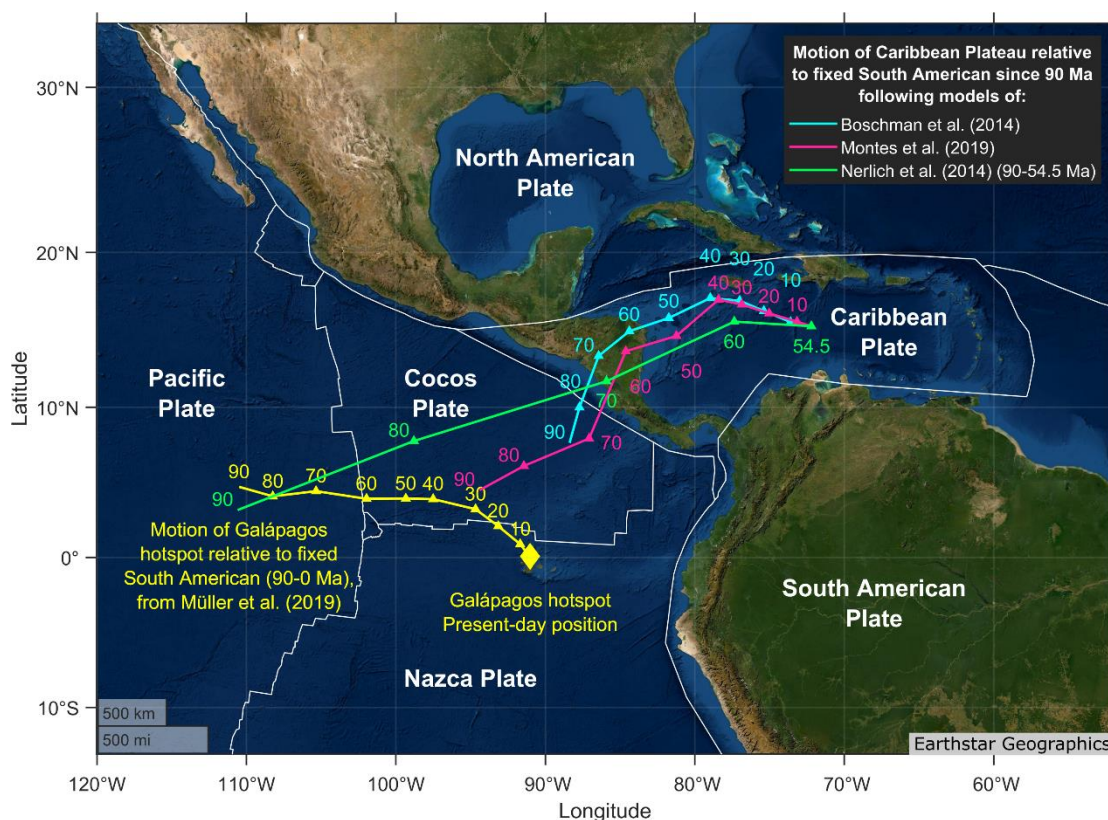 Motion of Caribbean Plateau relative
to fixed South American since 90 Ma
following models of:
Boschman et al. (2014)
Montes et al. (2019)
Nerlich et al. (2014) (90-54.5 Ma)
30°N
20°N
10°N
0°
10°S
Latitude
North American
Plate
Caribbean
Plate
Pacific
Plate
Cocos
Plate
South American
Plate
Nazca Plate
40
30
20
10
50
60
70
80
90
40
30
20
10
50
60
70
80
90
54.5
60
70
80
90
90
80
70
60
50
40
30
20
10
Motion of Galápagos
hotspot relative to fixed
South American (90-0 Ma),
from Müller et al. (2019)
Galápagos hotspot
Present-day position
500 km
500 mi
Earthstar Geographics
120°W
110°W
100°W
90°W
80°W
70°W
60°W
Longitude